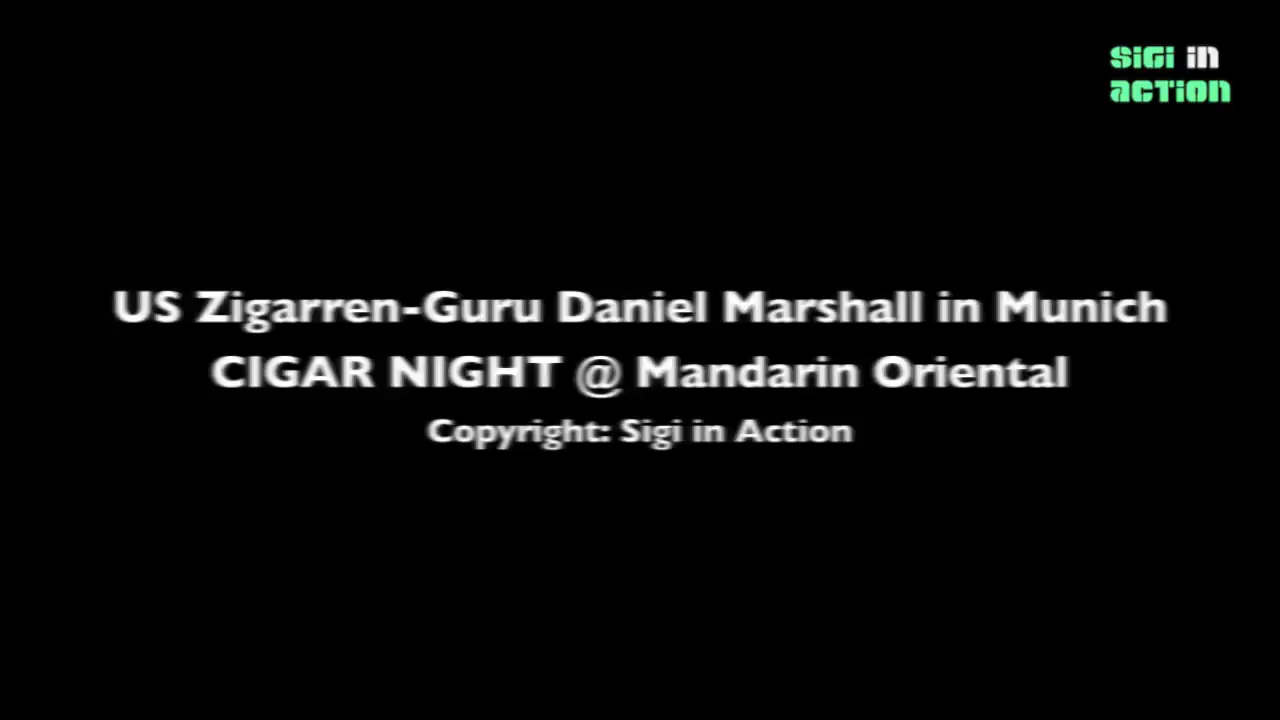 SIGI IN
ACTION
US Zigarren-Guru Daniel Marshall in Munich
CIGAR NIGHT @ Mandarin Oriental
Copyright: Sigi in Action